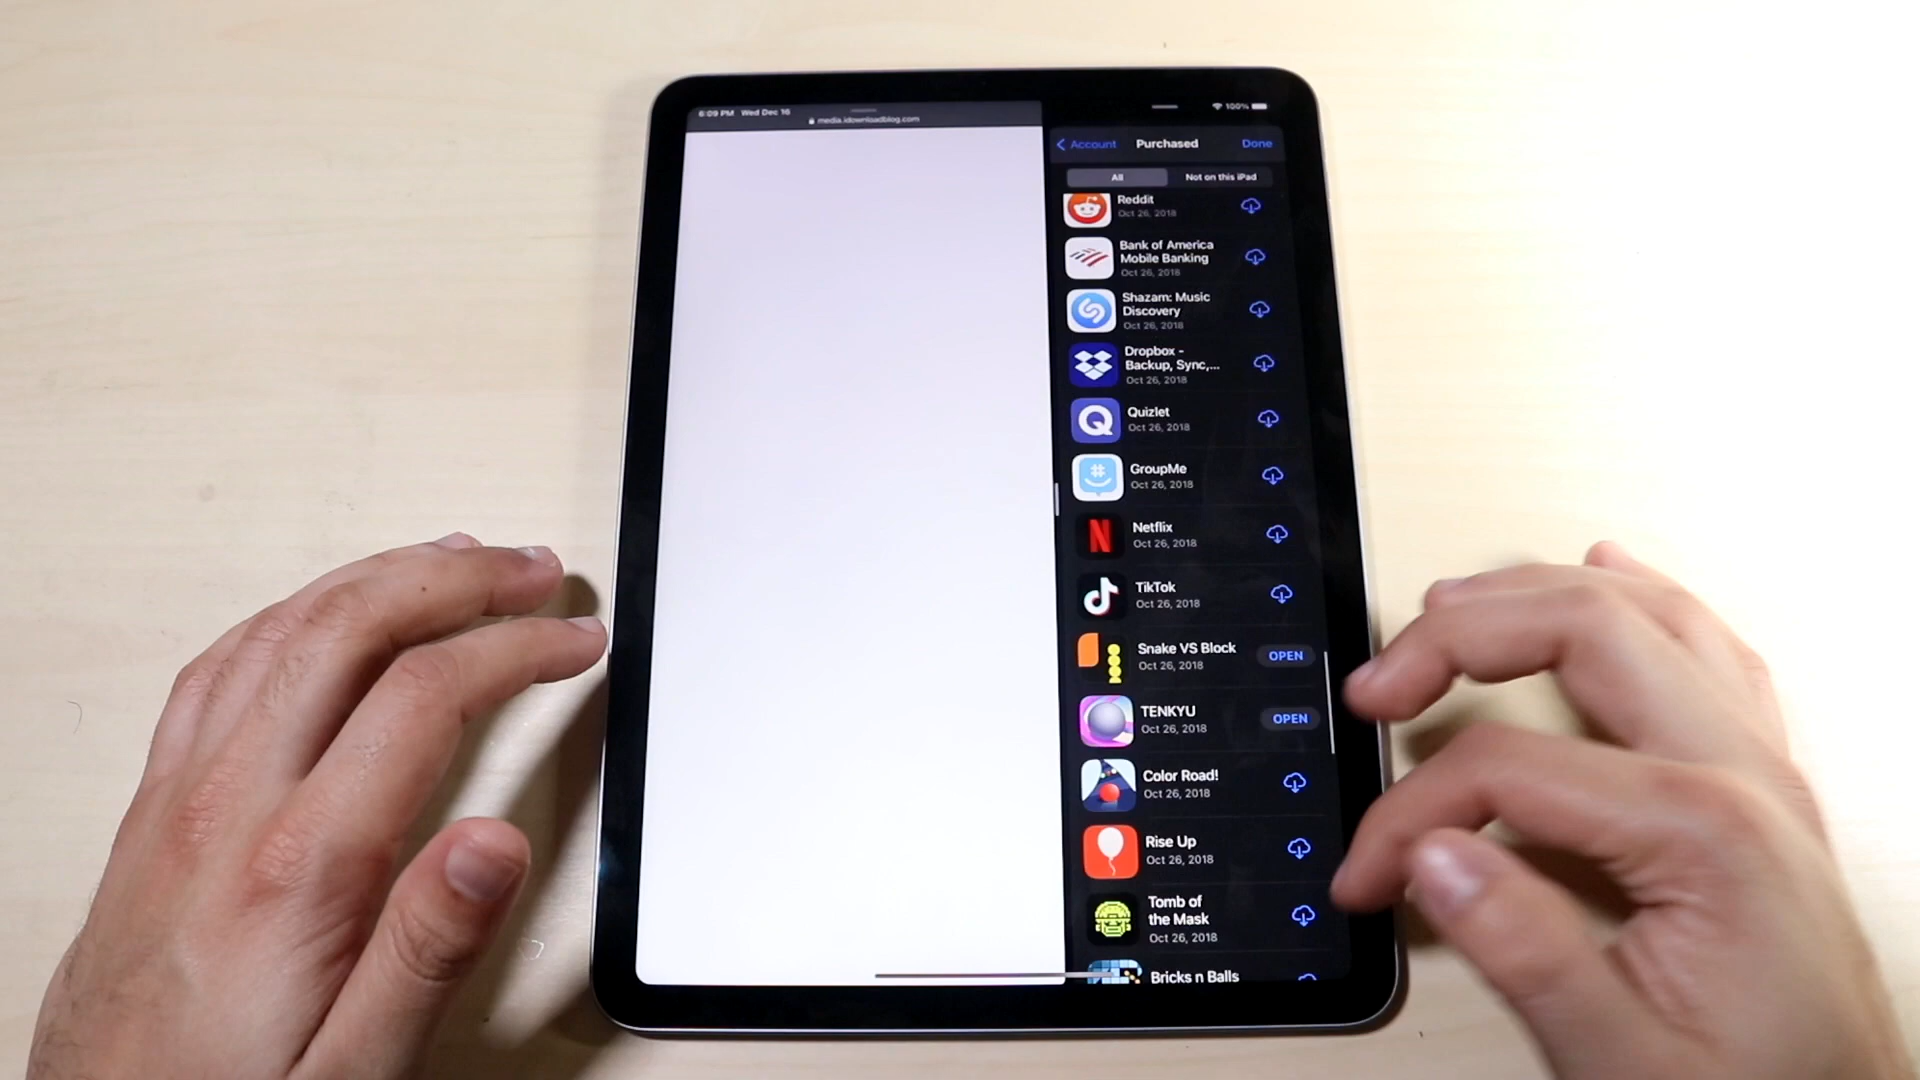 6:09 PM Wed Dec 16
media.idownloadblog.com
100%
Account Purchased Done
All Not on this iPad
Reddit
Oct 26, 2018
Bank of America
Mobile Banking
Oct 26, 2018
Shazam: Music
Discovery
Oct 26, 2018
Dropbox -
Backup, Sync,...
Oct 26, 2018
Quizlet
Oct 26, 2018
GroupMe
Oct 26, 2018
Netflix
Oct 26, 2018
TikTok
Oct 26, 2018
Snake VS Block
Oct 26, 2018
OPEN
TENKYU
Oct 26, 2018
OPEN
Color Road!
Oct 26, 2018
Rise Up
Oct 26, 2018
Tomb of
the Mask
Oct 26, 2018
Bricks n Balls